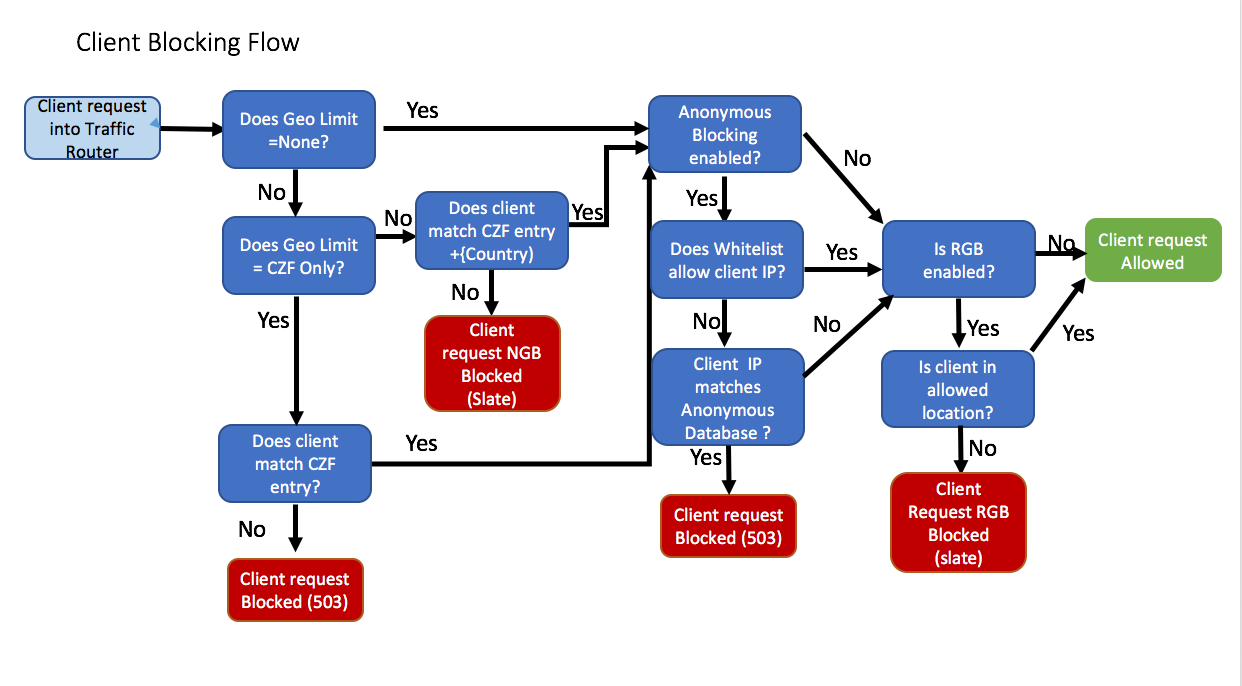 Client Blocking Flow
Client request
into Traffic
Router
Does Geo Limit
=None?
Yes
No
Does Geo Limit
= CZF Only?
No
Does client
match CZF entry
+{Country)
Yes
No
Client
request NGB
Blocked
(Slate)
Yes
Does client
match CZF
entry?
Yes
No
Client request
Blocked (503)
Anonymous
Blocking
enabled?
No
Yes
Does Whitelist
allow client IP?
Yes
No
Client IP
matches
Anonymous
Database ?
No
Yes
Client request
Blocked (503)
Is RGB
enabled?
No
Yes
Is client in
allowed
location?
Yes
No
Client
Request RGB
Blocked
(slate)
Client request
Allowed